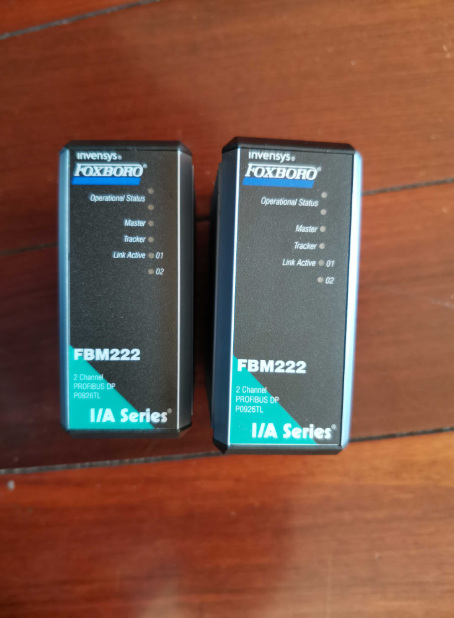 invensys®
FOXBORO®
Operational Status
Master
Tracker
Link Active 01
02
FBM222
2 Channel
PROFIBUS DP
P0926TL
I/A Series®
invensys®
FOXBORO®
Operational Status
Master
Tracker
Link Active 01
02
FBM222
2 Channel
PROFIBUS DP
P0926TL
I/A Series®